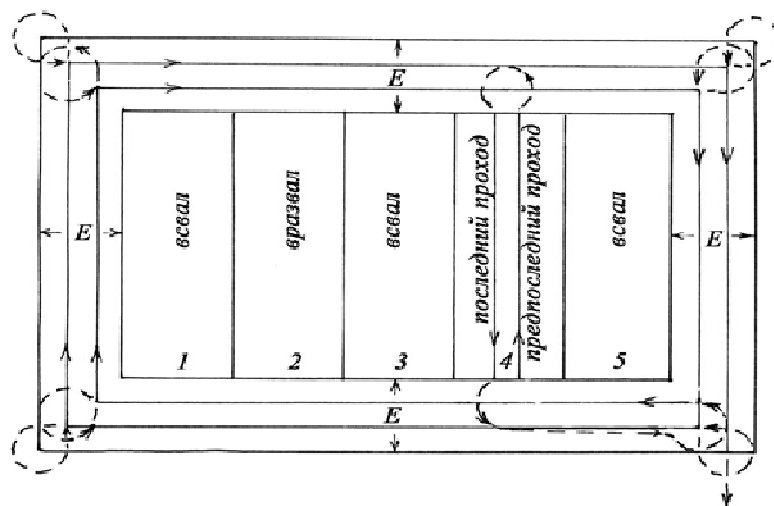 E
E
всвал
вразвал
всвал
последний проход
предпоследний проход
всвал
E
1
2
3
4
5
E